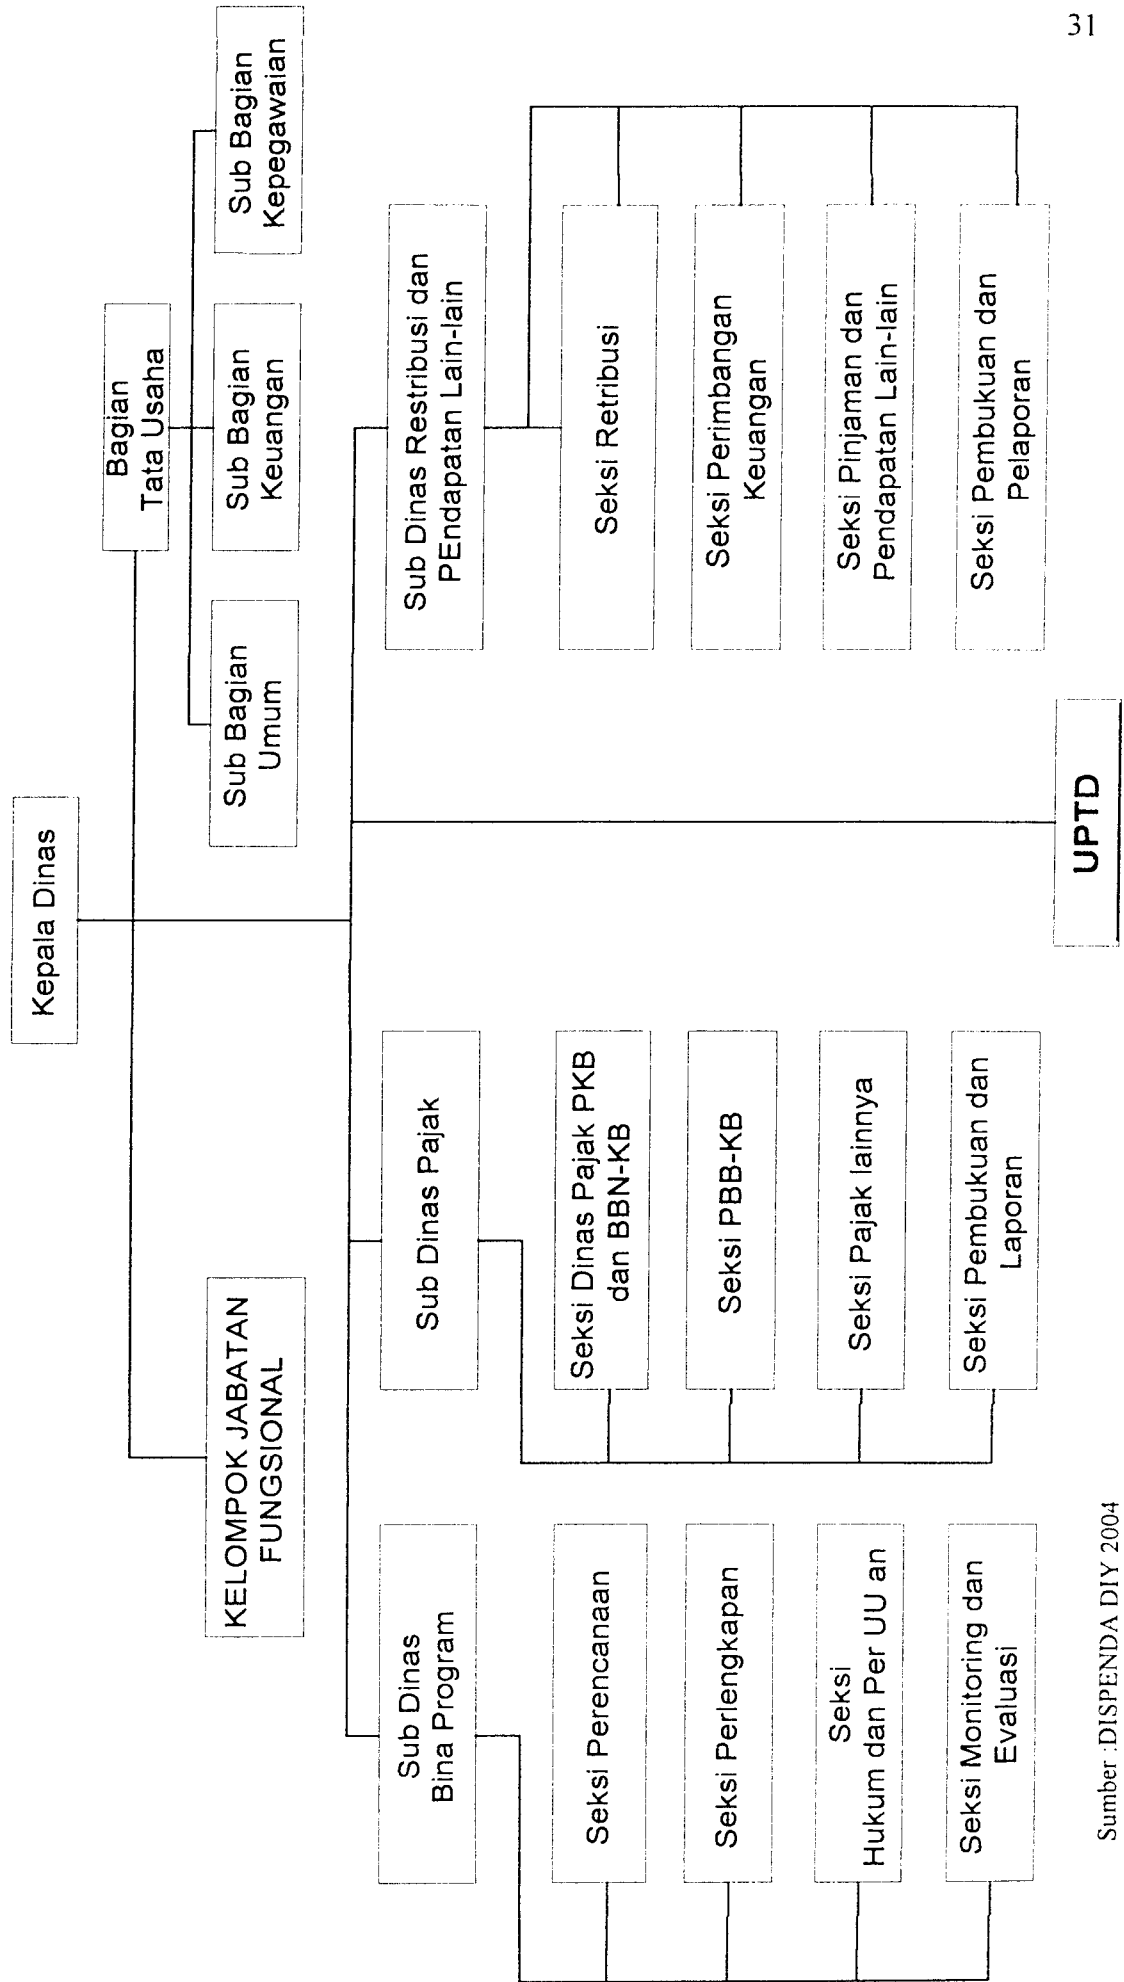 31
Kepala Dinas
Bagian
Tata Usaha
KELOMPOK JABATAN
FUNGSIONAL
Sub Bagian
Umum
Sub Bagian
Keuangan
Sub Bagian
Kepegawaian
Sub Dinas
Bina Program
Seksi Perencanaan
Seksi Perlengkapan
Seksi
Hukum dan Per UU an
Seksi Monitoring dan
Evaluasi
Sub Dinas Pajak
Seksi Dinas Pajak PKB
dan BBN-KB
Seksi PBB-KB
Seksi Pajak lainnya
Seksi Pembukuan dan
Laporan
Sub Dinas Restribusi dan
PEndapatan Lain-lain
Seksi Retribusi
Seksi Perimbangan
Keuangan
Seksi Pinjaman dan
Pendapatan Lain-lain
Seksi Pembukuan dan
Pelaporan
UPTD
Sumber :DISPENDA DIY 2004